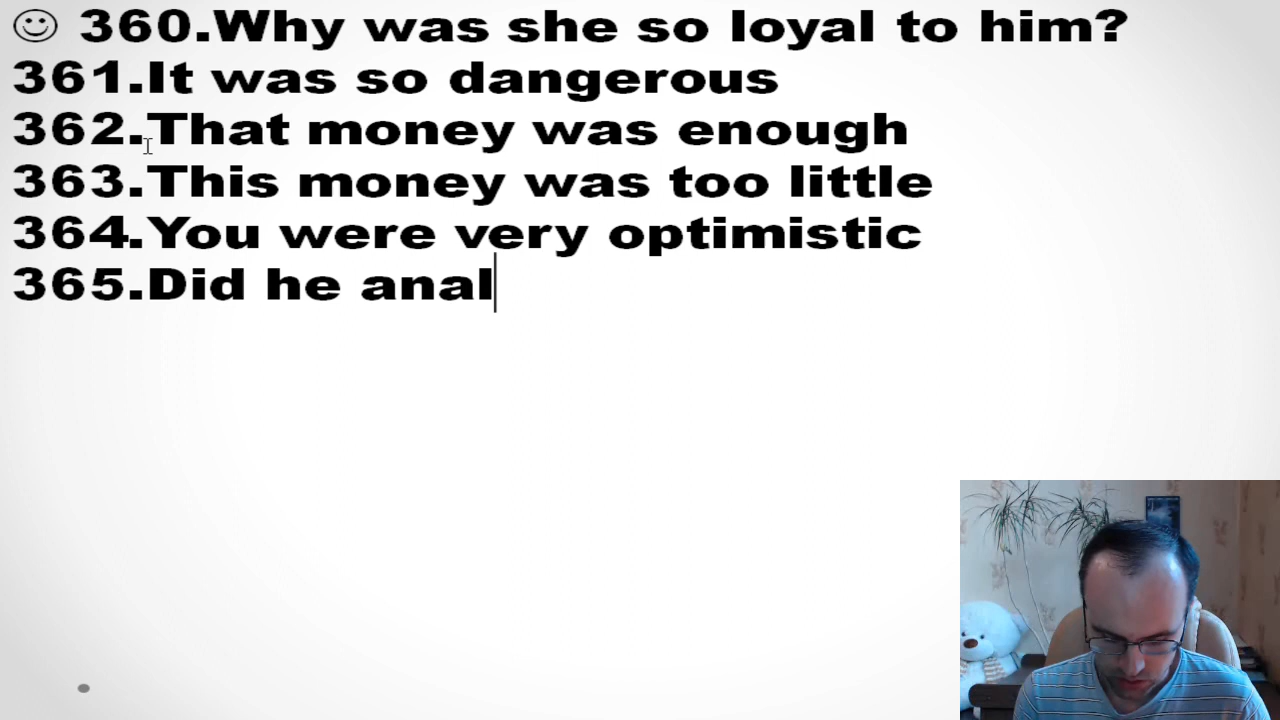 ☺ 360.Why was she so loyal to him?
361.It was so dangerous
362.That money was enough
363.This money was too little
364.You were very optimistic
365.Did he anal